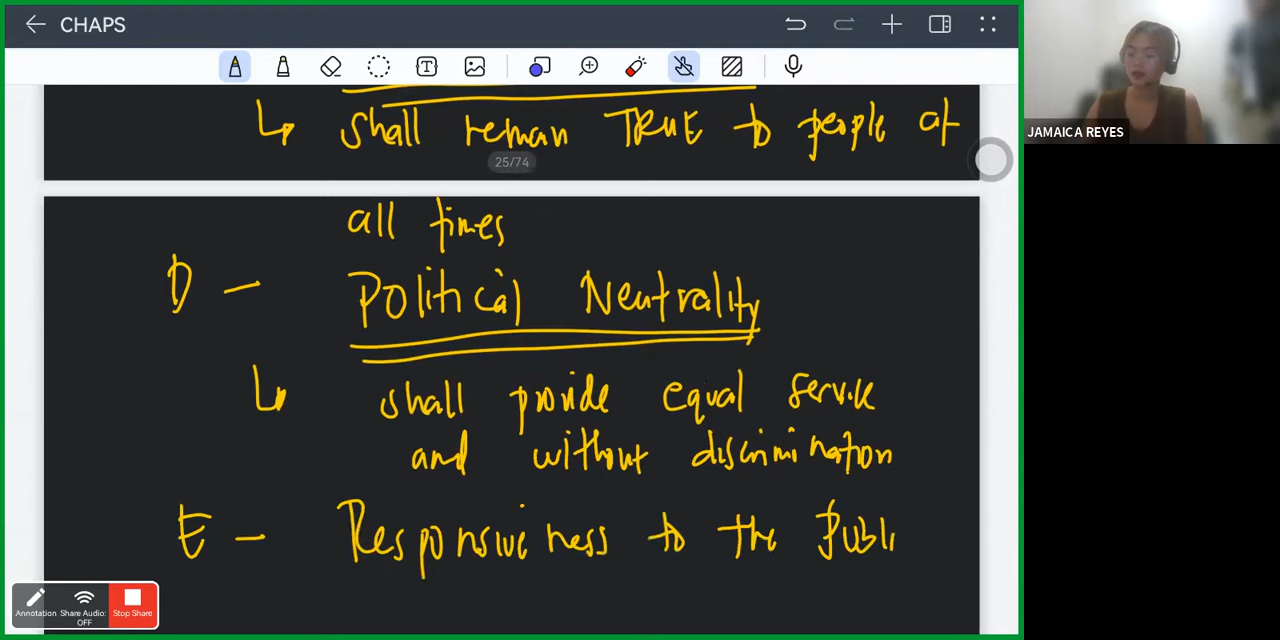 CHAPS
JAMAICA REYES
shall reman TRUE to people at
25/74
all times
D - Political Neutrality
↳ shall provide equal service
and without discrimination
E - Responsiveness to the Publi
Annotation Share Audio: OFF Stop Share